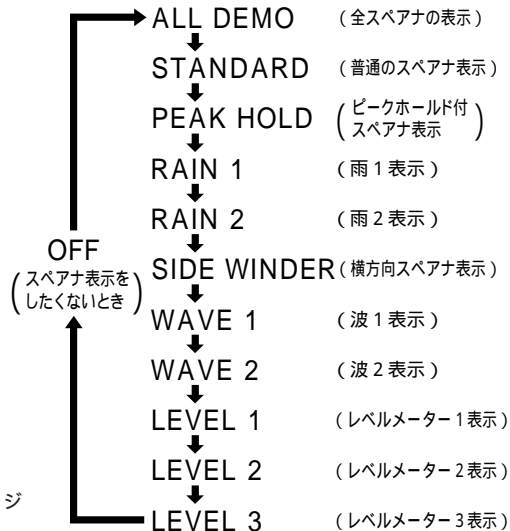 ALL DEMO (全スペアナの表示)
STANDARD (普通のスペアナ表示)
PEAK HOLD (ピークホールド付
スペアナ表示)
RAIN 1 (雨1表示)
RAIN 2 (雨2表示)
OFF
(スペアナ表示を
したくないとき)
SIDE WINDER (横方向スペアナ表示)
WAVE 1 (波1表示)
WAVE 2 (波2表示)
LEVEL 1 (レベルメーター1表示)
LEVEL 2 (レベルメーター2表示)
ジ
LEVEL 3 (レベルメーター3表示)